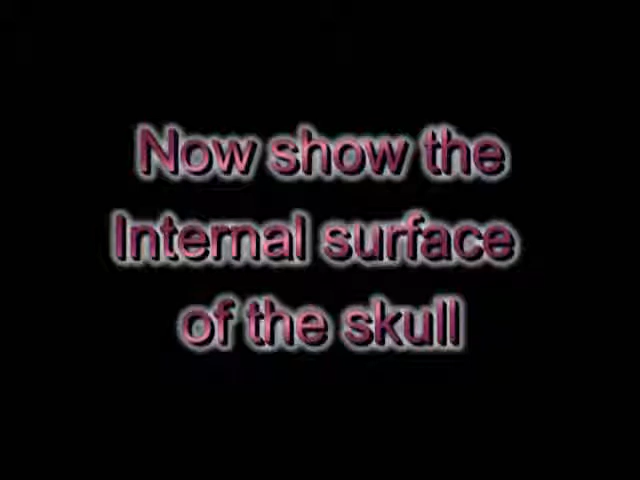 Now show the
Internal surface
of the skull